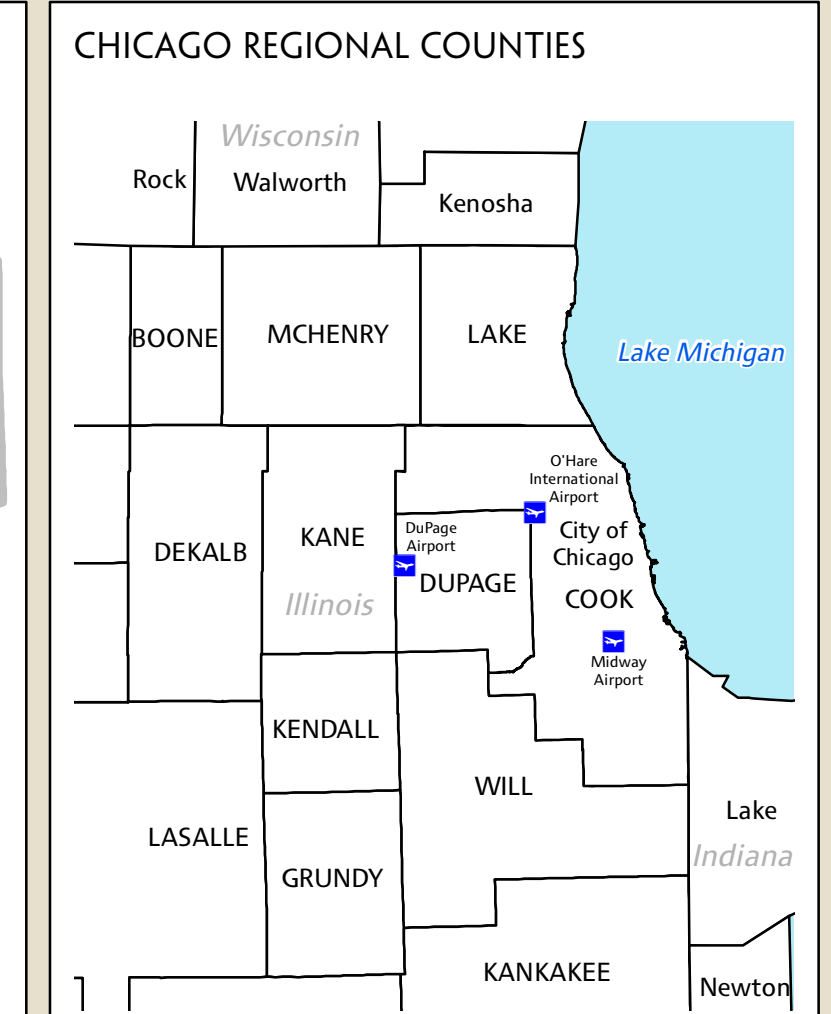 CHICAGO REGIONAL COUNTIES
Wisconsin
Rock
Walworth
Kenosha
BOONE
MCHENRY
LAKE
Lake Michigan
O'Hare
International
Airport
DuPage
Airport
City of
Chicago
DEKALB
KANE
DUPAGE
COOK
Illinois
Midway
Airport
KENDALL
WILL
Lake
LASALLE
Indiana
GRUNDY
KANKAKEE
Newton